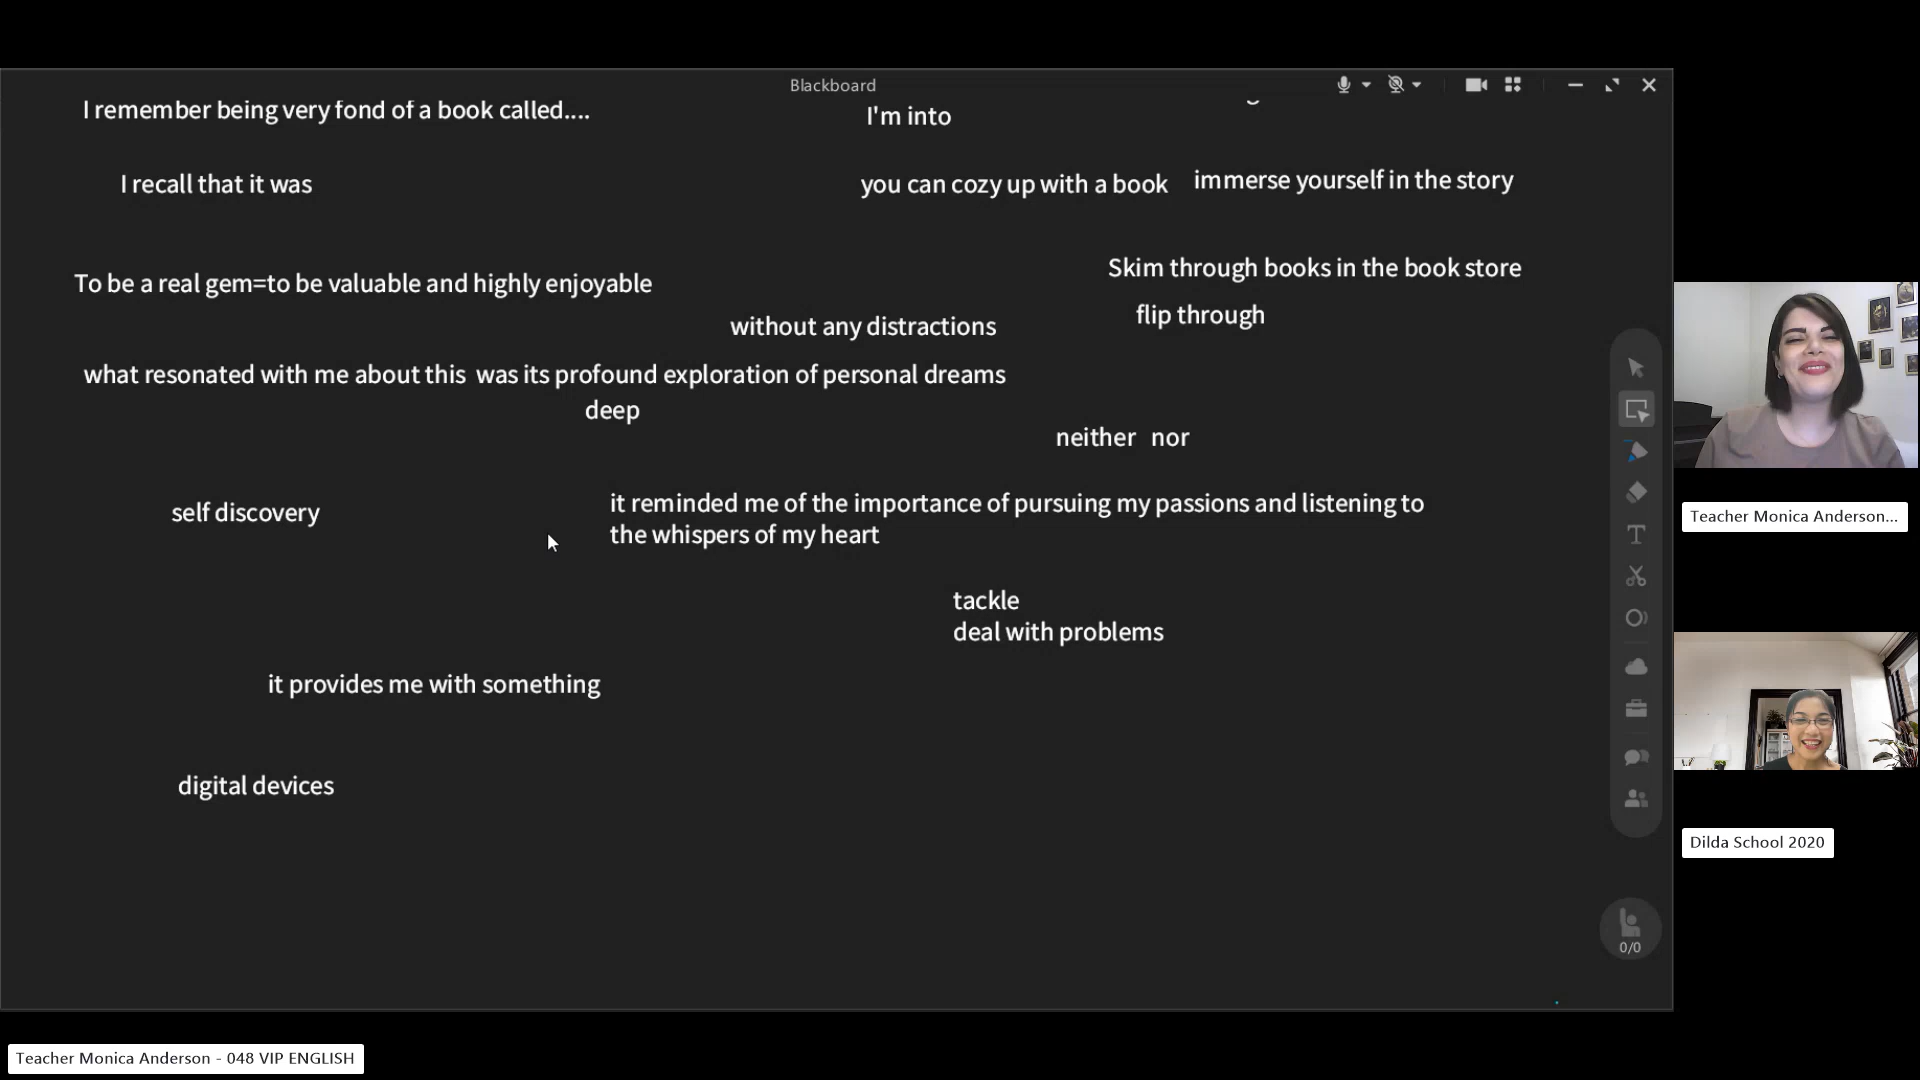 Blackboard
I remember being very fond of a book called....
I'm into
I recall that it was
you can cozy up with a book
immerse yourself in the story
To be a real gem=to be valuable and highly enjoyable
Skim through books in the book store
flip through
without any distractions
what resonated with me about this was its profound exploration of personal dreams
deep
neither nor
self discovery
it reminded me of the importance of pursuing my passions and listening to
the whispers of my heart
tackle
deal with problems
it provides me with something
digital devices
0/0
Teacher Monica Anderson...
Dilda School 2020
Teacher Monica Anderson - 048 VIP ENGLISH